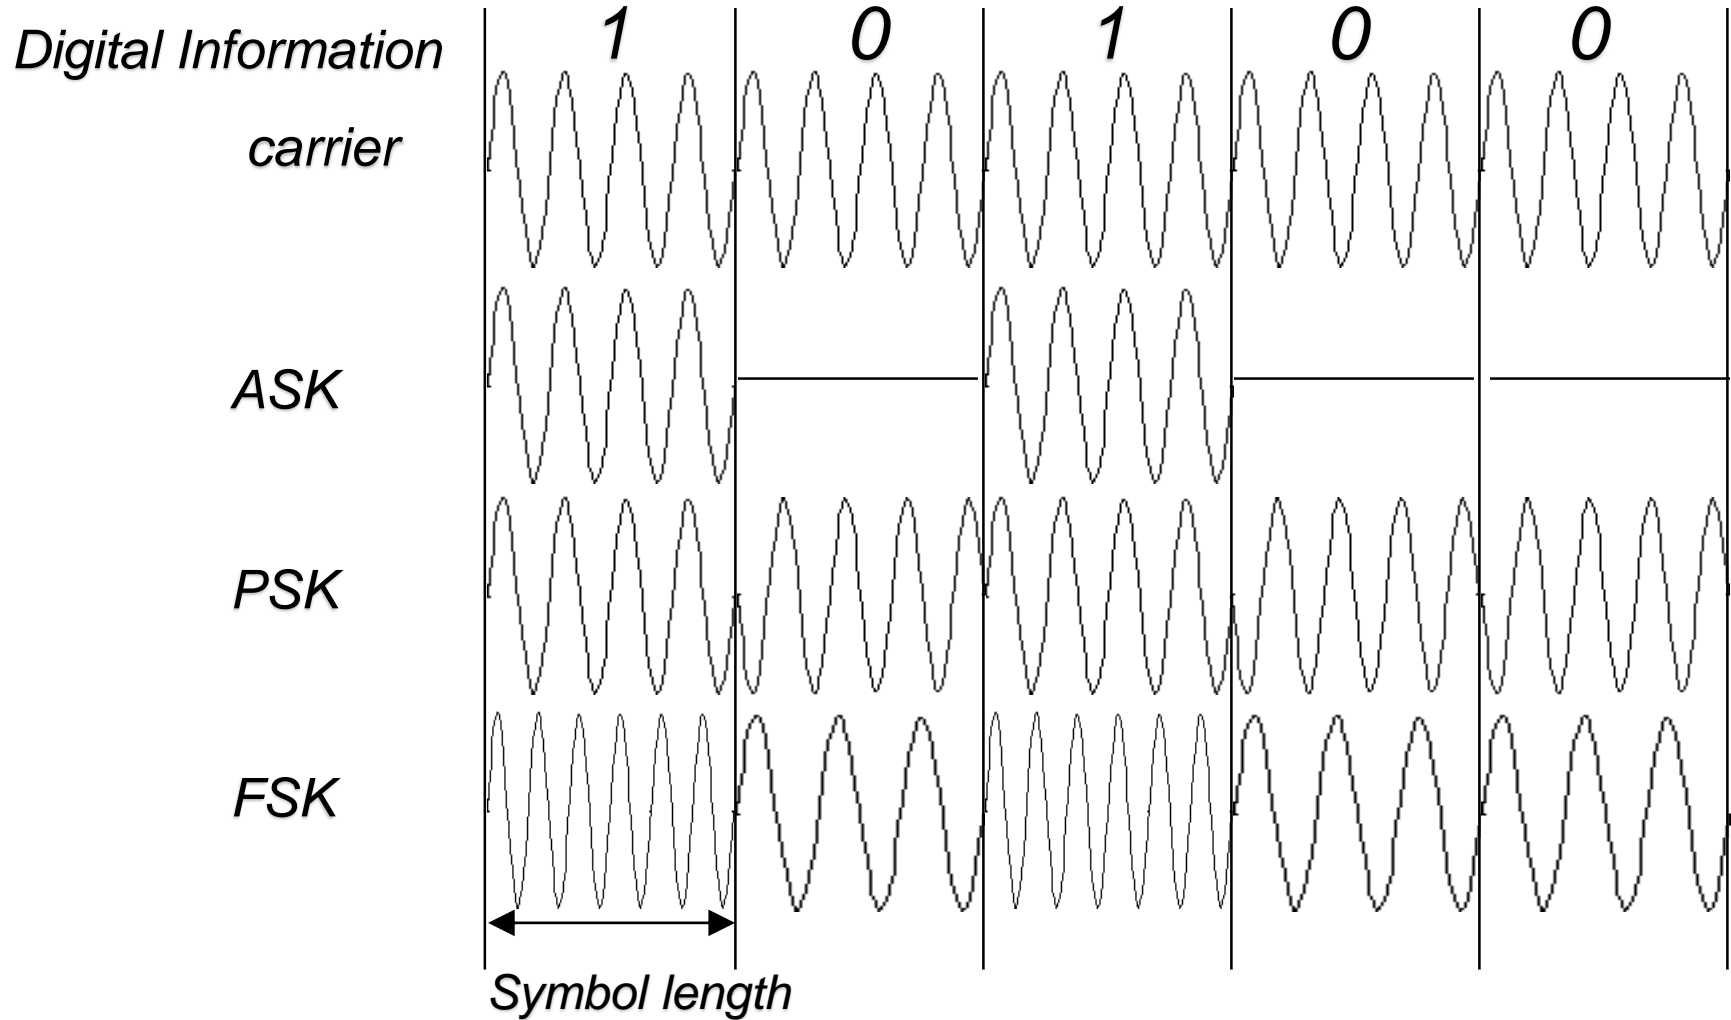 Digital Information 1 0 1 0 0
carrier
ASK
PSK
FSK
Symbol length